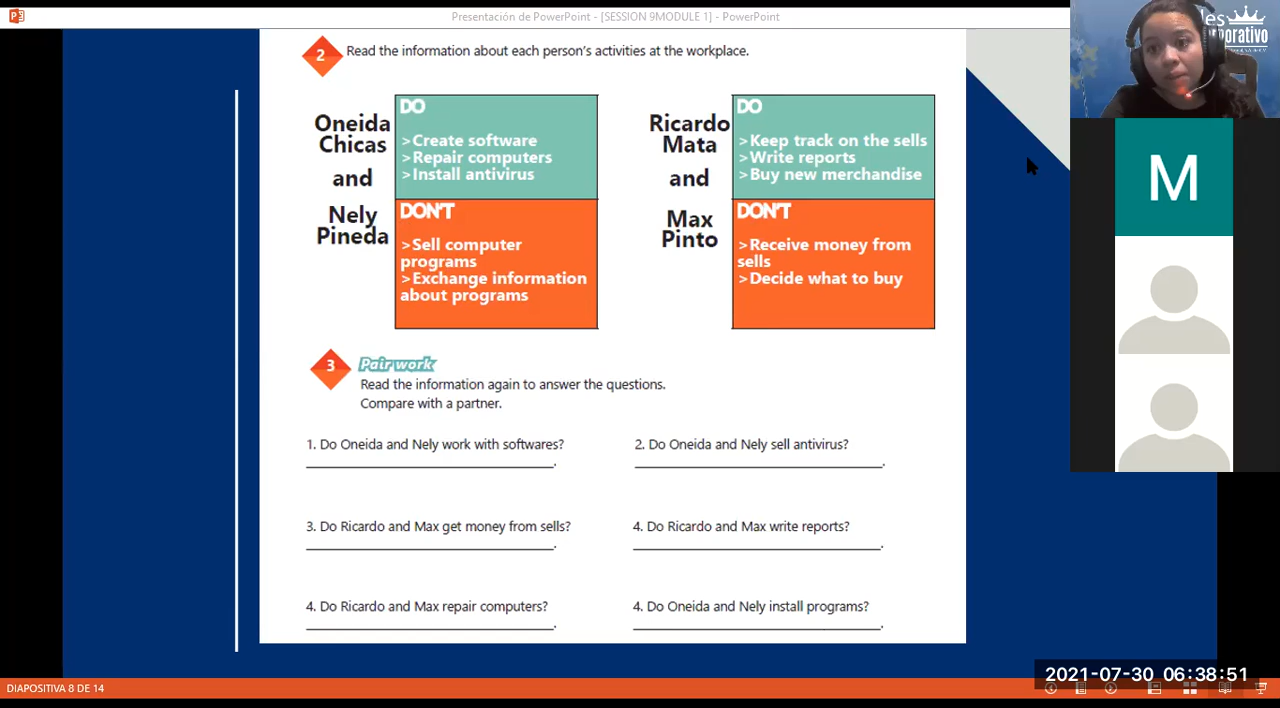 Presentación de PowerPoint - [SESSION 9MODULE 1] - PowerPoint
2 Read the information about each person's activities at the workplace.
Oneida
Chicas
and
Nely
Pineda
DO
>Create software
>Repair computers
>Install antivirus
DON'T
>Sell computer
programs
>Exchange information
about programs
Ricardo
Mata
and
Max
Pinto
DO
>Keep track on the sells
>Write reports
>Buy new merchandise
DON'T
>Receive money from
sells
>Decide what to buy
3 Pair work
Read the information again to answer the questions.
Compare with a partner.
1. Do Oneida and Nely work with softwares?
2. Do Oneida and Nely sell antivirus?
3. Do Ricardo and Max get money from sells?
4. Do Ricardo and Max write reports?
4. Do Ricardo and Max repair computers?
4. Do Oneida and Nely install programs?
M
2021-07-30 06:38:51
DIAPOSITIVA 8 DE 14